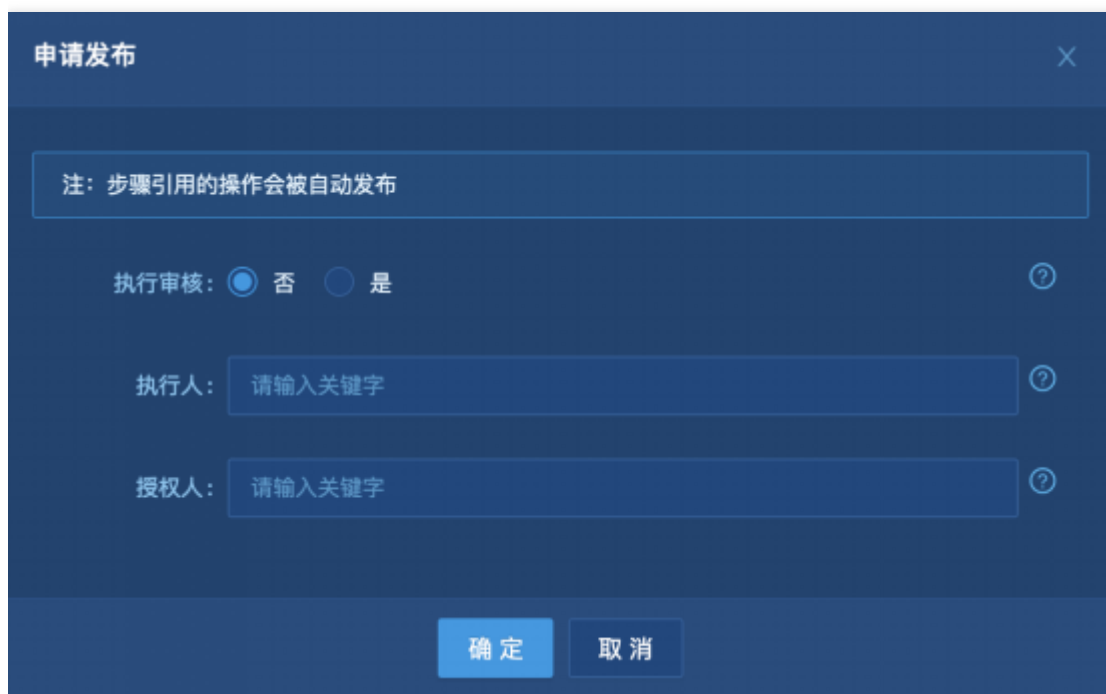 申请发布
注：步骤引用的操作会被自动发布
执行审核： 否 是
执行人： 请输入关键字
授权人： 请输入关键字
确定 取消